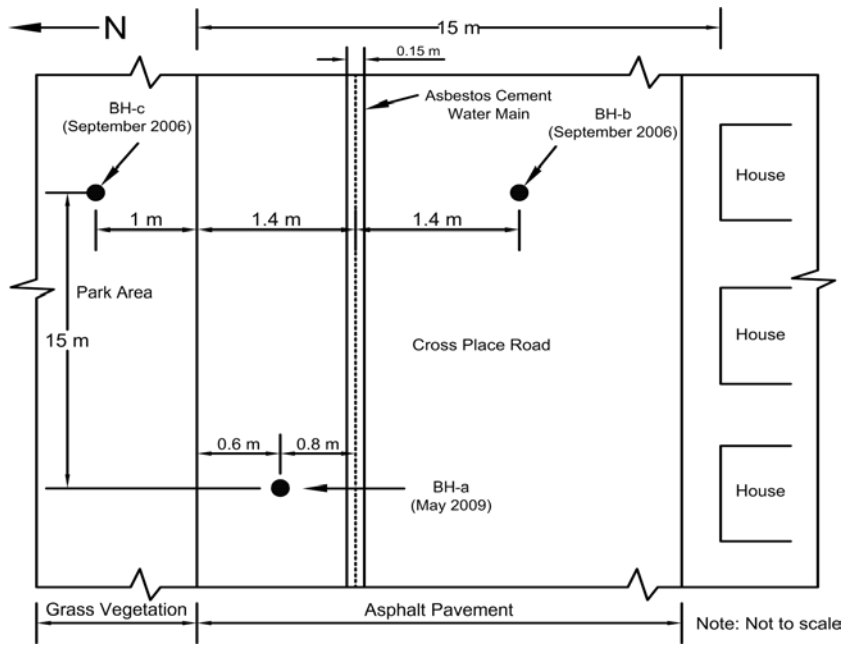 N
15 m
0.15 m
BH-c
(September 2006)
Asbestos Cement
Water Main
BH-b
(September 2006)
House
1 m
1.4 m
1.4 m
Park Area
15 m
Cross Place Road
House
0.6 m
0.8 m
BH-a
(May 2009)
House
Grass Vegetation
Asphalt Pavement
Note: Not to scale